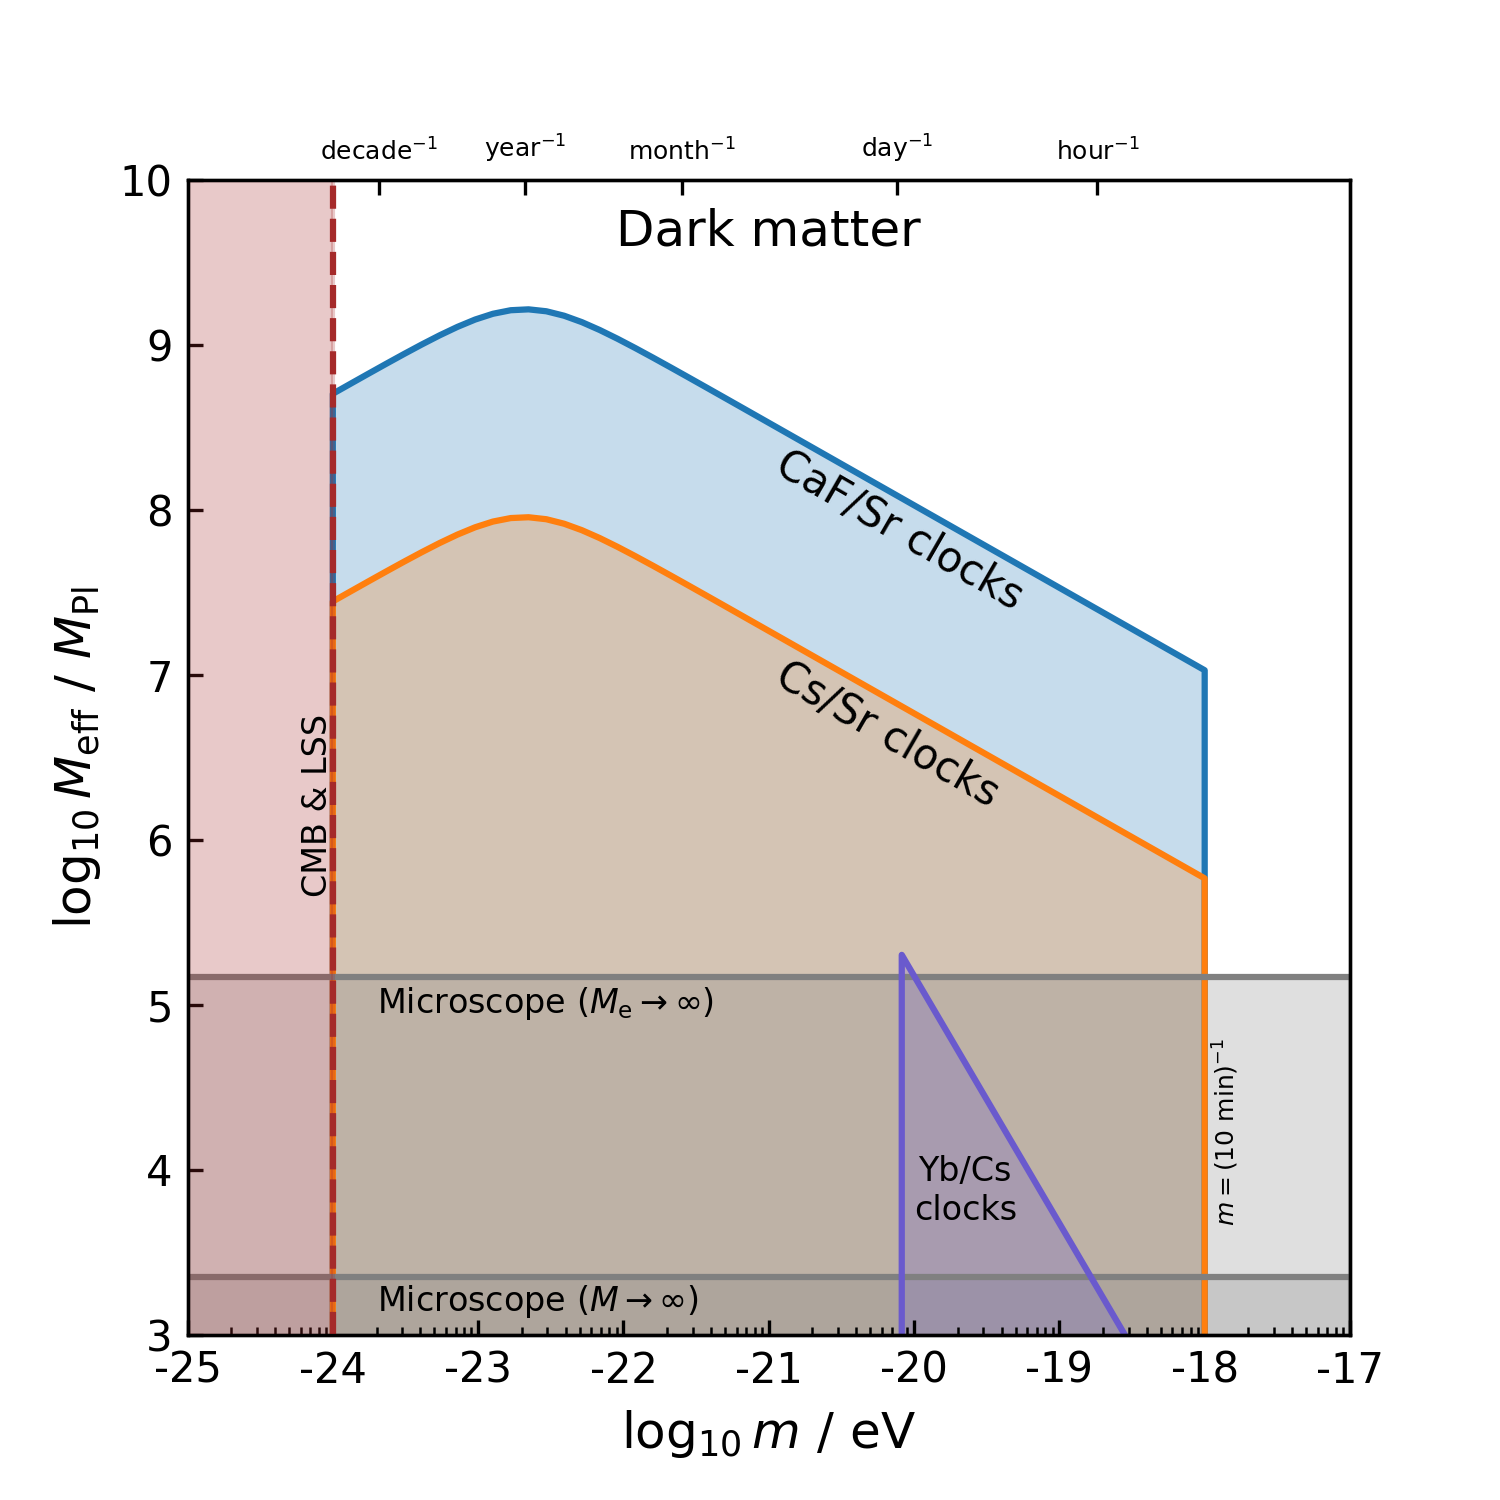 decade⁻¹ year⁻¹ month⁻¹ day⁻¹ hour⁻¹
Dark matter
10
9
8
7
6
5
4
3
log₁₀ M_eff / M_Pl
CaF/Sr clocks
Cs/Sr clocks
CMB & LSS
Microscope (M_e → ∞)
Yb/Cs
clocks
m = (10 min)⁻¹
Microscope (M → ∞)
-25 -24 -23 -22 -21 -20 -19 -18 -17
log₁₀ m / eV